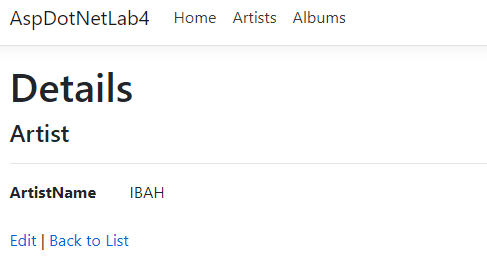 AspDotNetLab4 Home Artists Albums
Details
Artist
ArtistName IBAH
Edit | Back to List